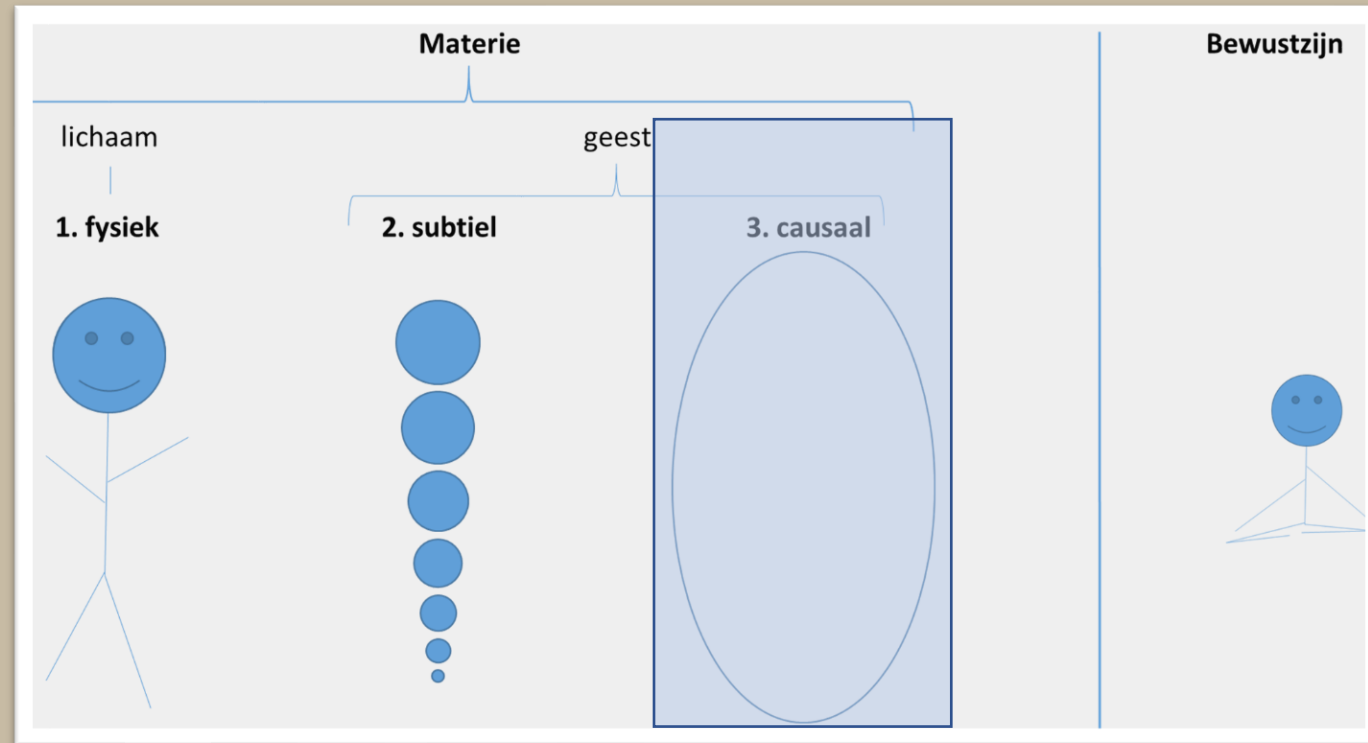 Materie
Bewustzijn
lichaam
geest
1. fysiek
2. subtiel
3. causaal